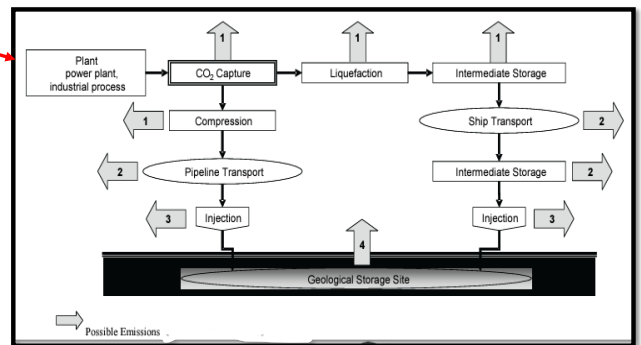 1
1
1
Plant
power plant,
industrial process
CO₂ Capture
Liquefaction
Intermediate Storage
1
Compression
Ship Transport
2
2
Pipeline Transport
Intermediate Storage
2
3
Injection
Injection
3
4
Geological Storage Site
Possible Emissions